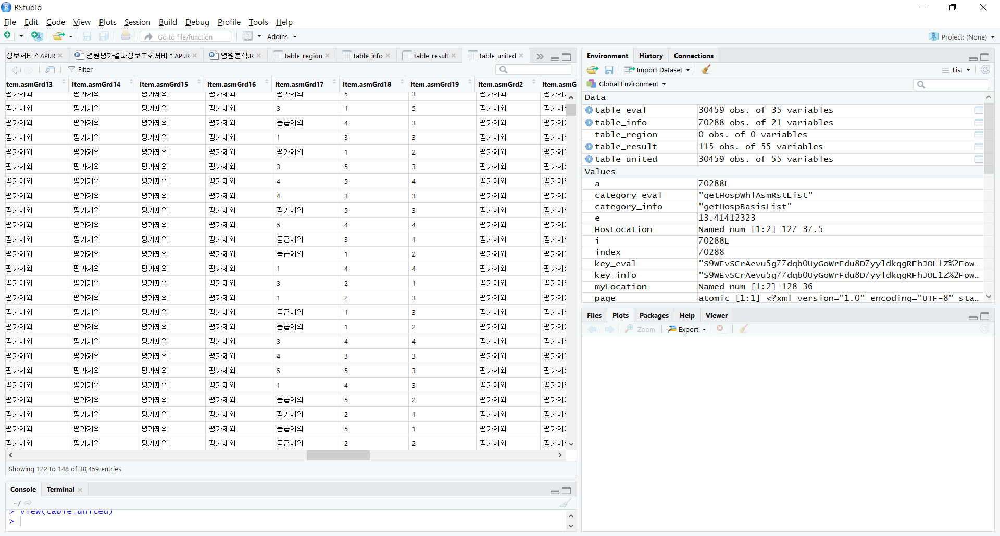 RStudio
File Edit Code View Plots Session Build Debug Profile Tools Help
Go to file/function Addins Project: (None)
정보서비스API.R 병원평가결과정보조회서비스API.R 병원분석.R table_region table_info table_result table_united
Filter
item.asmGrd13 item.asmGrd14 item.asmGrd15 item.asmGrd16 item.asmGrd17 item.asmGrd18 item.asmGrd19 item.asmGrd2 item.asmG
평가제외 평가제외 평가제외 평가제외 평가제외 5 3 평가제외 평가제외
평가제외 평가제외 평가제외 평가제외 3 1 5 평가제외 평가제외
평가제외 평가제외 평가제외 평가제외 등급제외 4 3 평가제외 평가제외
평가제외 평가제외 평가제외 평가제외 1 3 3 평가제외 평가제외
평가제외 평가제외 평가제외 평가제외 평가제외 1 2 평가제외 평가제외
평가제외 평가제외 평가제외 평가제외 3 5 3 평가제외 평가제외
평가제외 평가제외 평가제외 평가제외 4 5 4 평가제외 평가제외
평가제외 평가제외 평가제외 평가제외 4 3 3 평가제외 평가제외
평가제외 평가제외 평가제외 평가제외 평가제외 5 3 평가제외 평가제외
평가제외 평가제외 평가제외 평가제외 5 4 4 평가제외 평가제외
평가제외 평가제외 평가제외 평가제외 등급제외 3 1 평가제외 평가제외
평가제외 평가제외 평가제외 평가제외 등급제외 1 2 평가제외 평가제외
평가제외 평가제외 평가제외 평가제외 1 4 4 평가제외 평가제외
평가제외 평가제외 평가제외 평가제외 3 2 1 평가제외 평가제외
평가제외 평가제외 평가제외 평가제외 1 2 3 평가제외 평가제외
평가제외 평가제외 평가제외 평가제외 등급제외 1 3 평가제외 평가제외
평가제외 평가제외 평가제외 평가제외 등급제외 1 2 평가제외 평가제외
평가제외 평가제외 평가제외 평가제외 3 4 4 평가제외 평가제외
평가제외 평가제외 평가제외 평가제외 4 3 3 평가제외 평가제외
평가제외 평가제외 평가제외 평가제외 5 5 3 평가제외 평가제외
평가제외 평가제외 평가제외 평가제외 1 4 3 평가제외 평가제외
평가제외 평가제외 평가제외 평가제외 등급제외 5 2 평가제외 평가제외
평가제외 평가제외 평가제외 평가제외 평가제외 2 1 평가제외 평가제외
평가제외 평가제외 평가제외 평가제외 등급제외 5 1 평가제외 평가제외
평가제외 평가제외 평가제외 평가제외 등급제외 2 2 평가제외 평가제외
Showing 122 to 148 of 30,459 entries
Console Terminal
~/
> View(table_united)
>
Environment History Connections
Import Dataset List
Global Environment
Data
table_eval 30459 obs. of 35 variables
table_info 70288 obs. of 21 variables
table_region 0 obs. of 0 variables
table_result 115 obs. of 55 variables
table_united 30459 obs. of 55 variables
Values
a 70288L
category_eval "getHospWhlAsmRstList"
category_info "getHospBasisList"
e 13.41412323
HosLocation Named num [1:2] 127 37.5
i 70288L
index 70288
key_eval "S9WEvSCrAevu5g77dqb0UyGoWrFdu8D7yyldkqgRFhJOL1Z%2Fow...
key_info "S9WEvSCrAevu5g77dqb0UyGoWrFdu8D7yyldkqgRFhJOL1Z%2Fow...
myLocation Named num [1:2] 128 36
page atomic [1:1] <?xml version="1.0" encoding="UTF-8" sta...
Files Plots Packages Help Viewer
Zoom Export